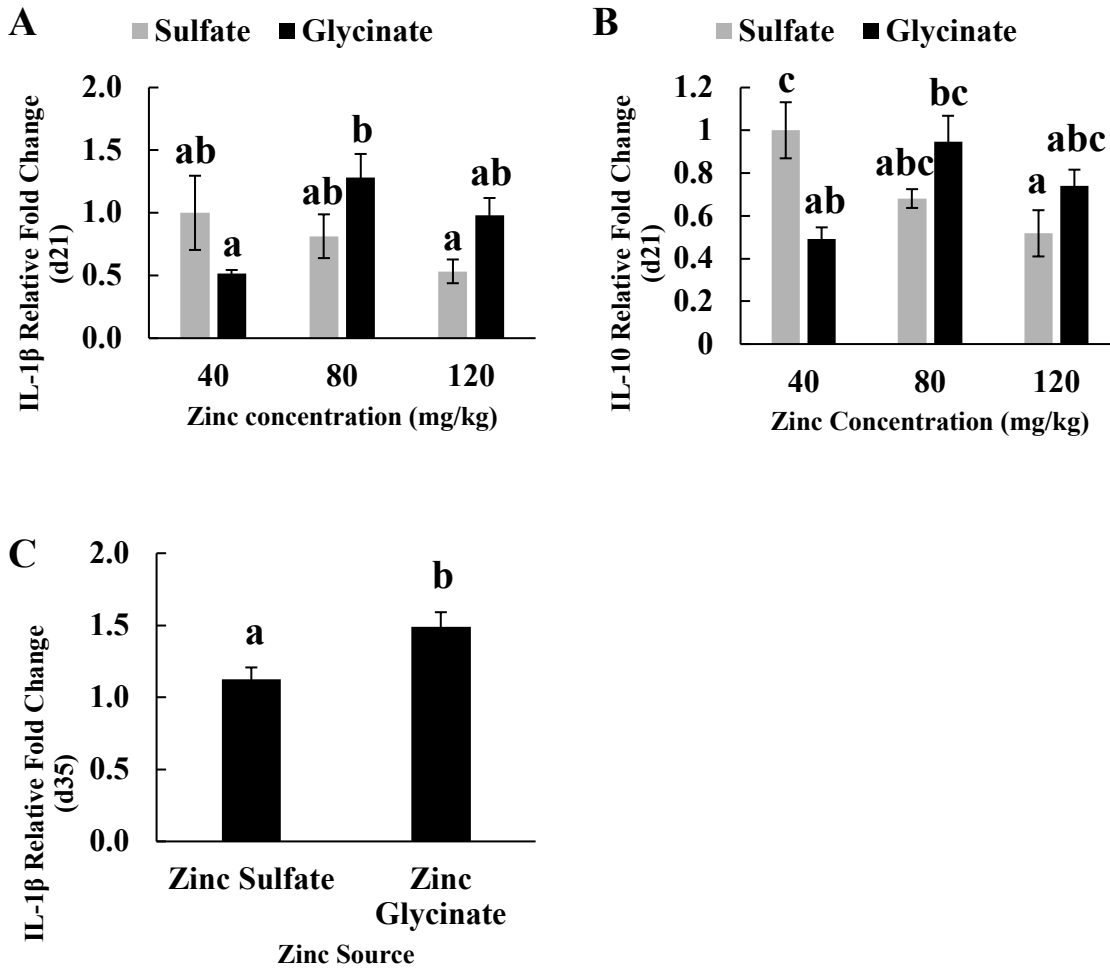 A
Sulfate Glycinate
IL-1β Relative Fold Change
(d21)
2.0
1.5
1.0
0.5
0.0
ab
a
ab
b
a
ab
40 80 120
Zinc concentration (mg/kg)
B
Sulfate Glycinate
IL-10 Relative Fold Change
(d21)
1.2
1
0.8
0.6
0.4
0.2
0
c
ab
abc
bc
a
abc
40 80 120
Zinc Concentration (mg/kg)
C
IL-1β Relative Fold Change
(d35)
2.0
1.5
1.0
0.5
0.0
a
b
Zinc Sulfate
Zinc
Glycinate
Zinc Source